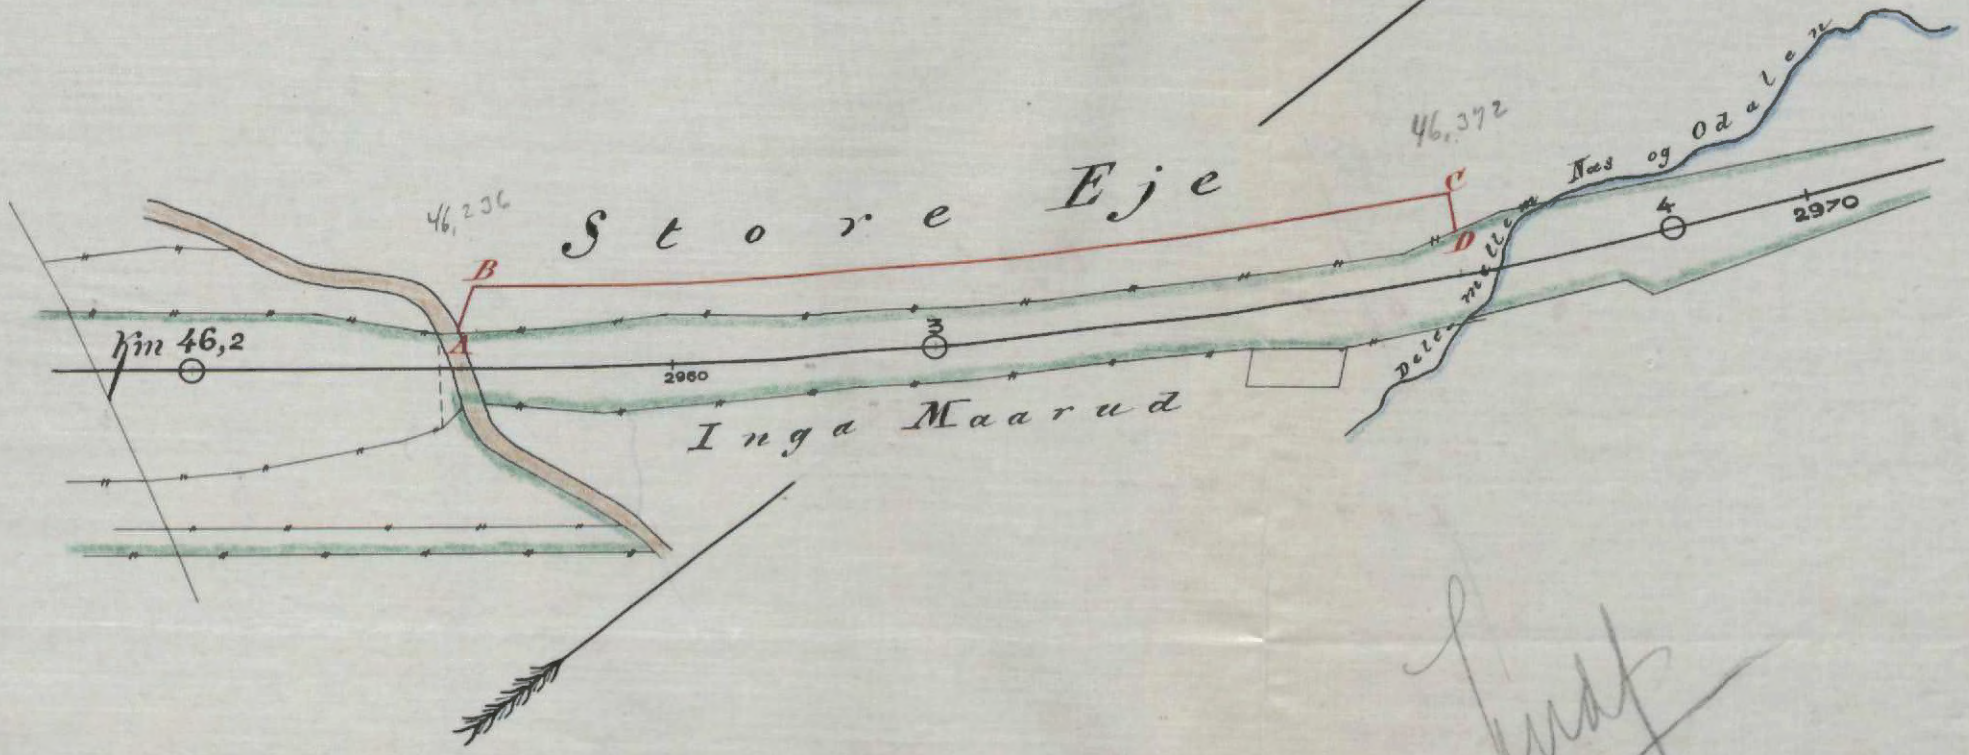 46,372
Dele mellem Næs og Odalen
46,236
Store Eje
C
D
B
A
Km 46,2
3
4
2960
2970
Inga Maarud